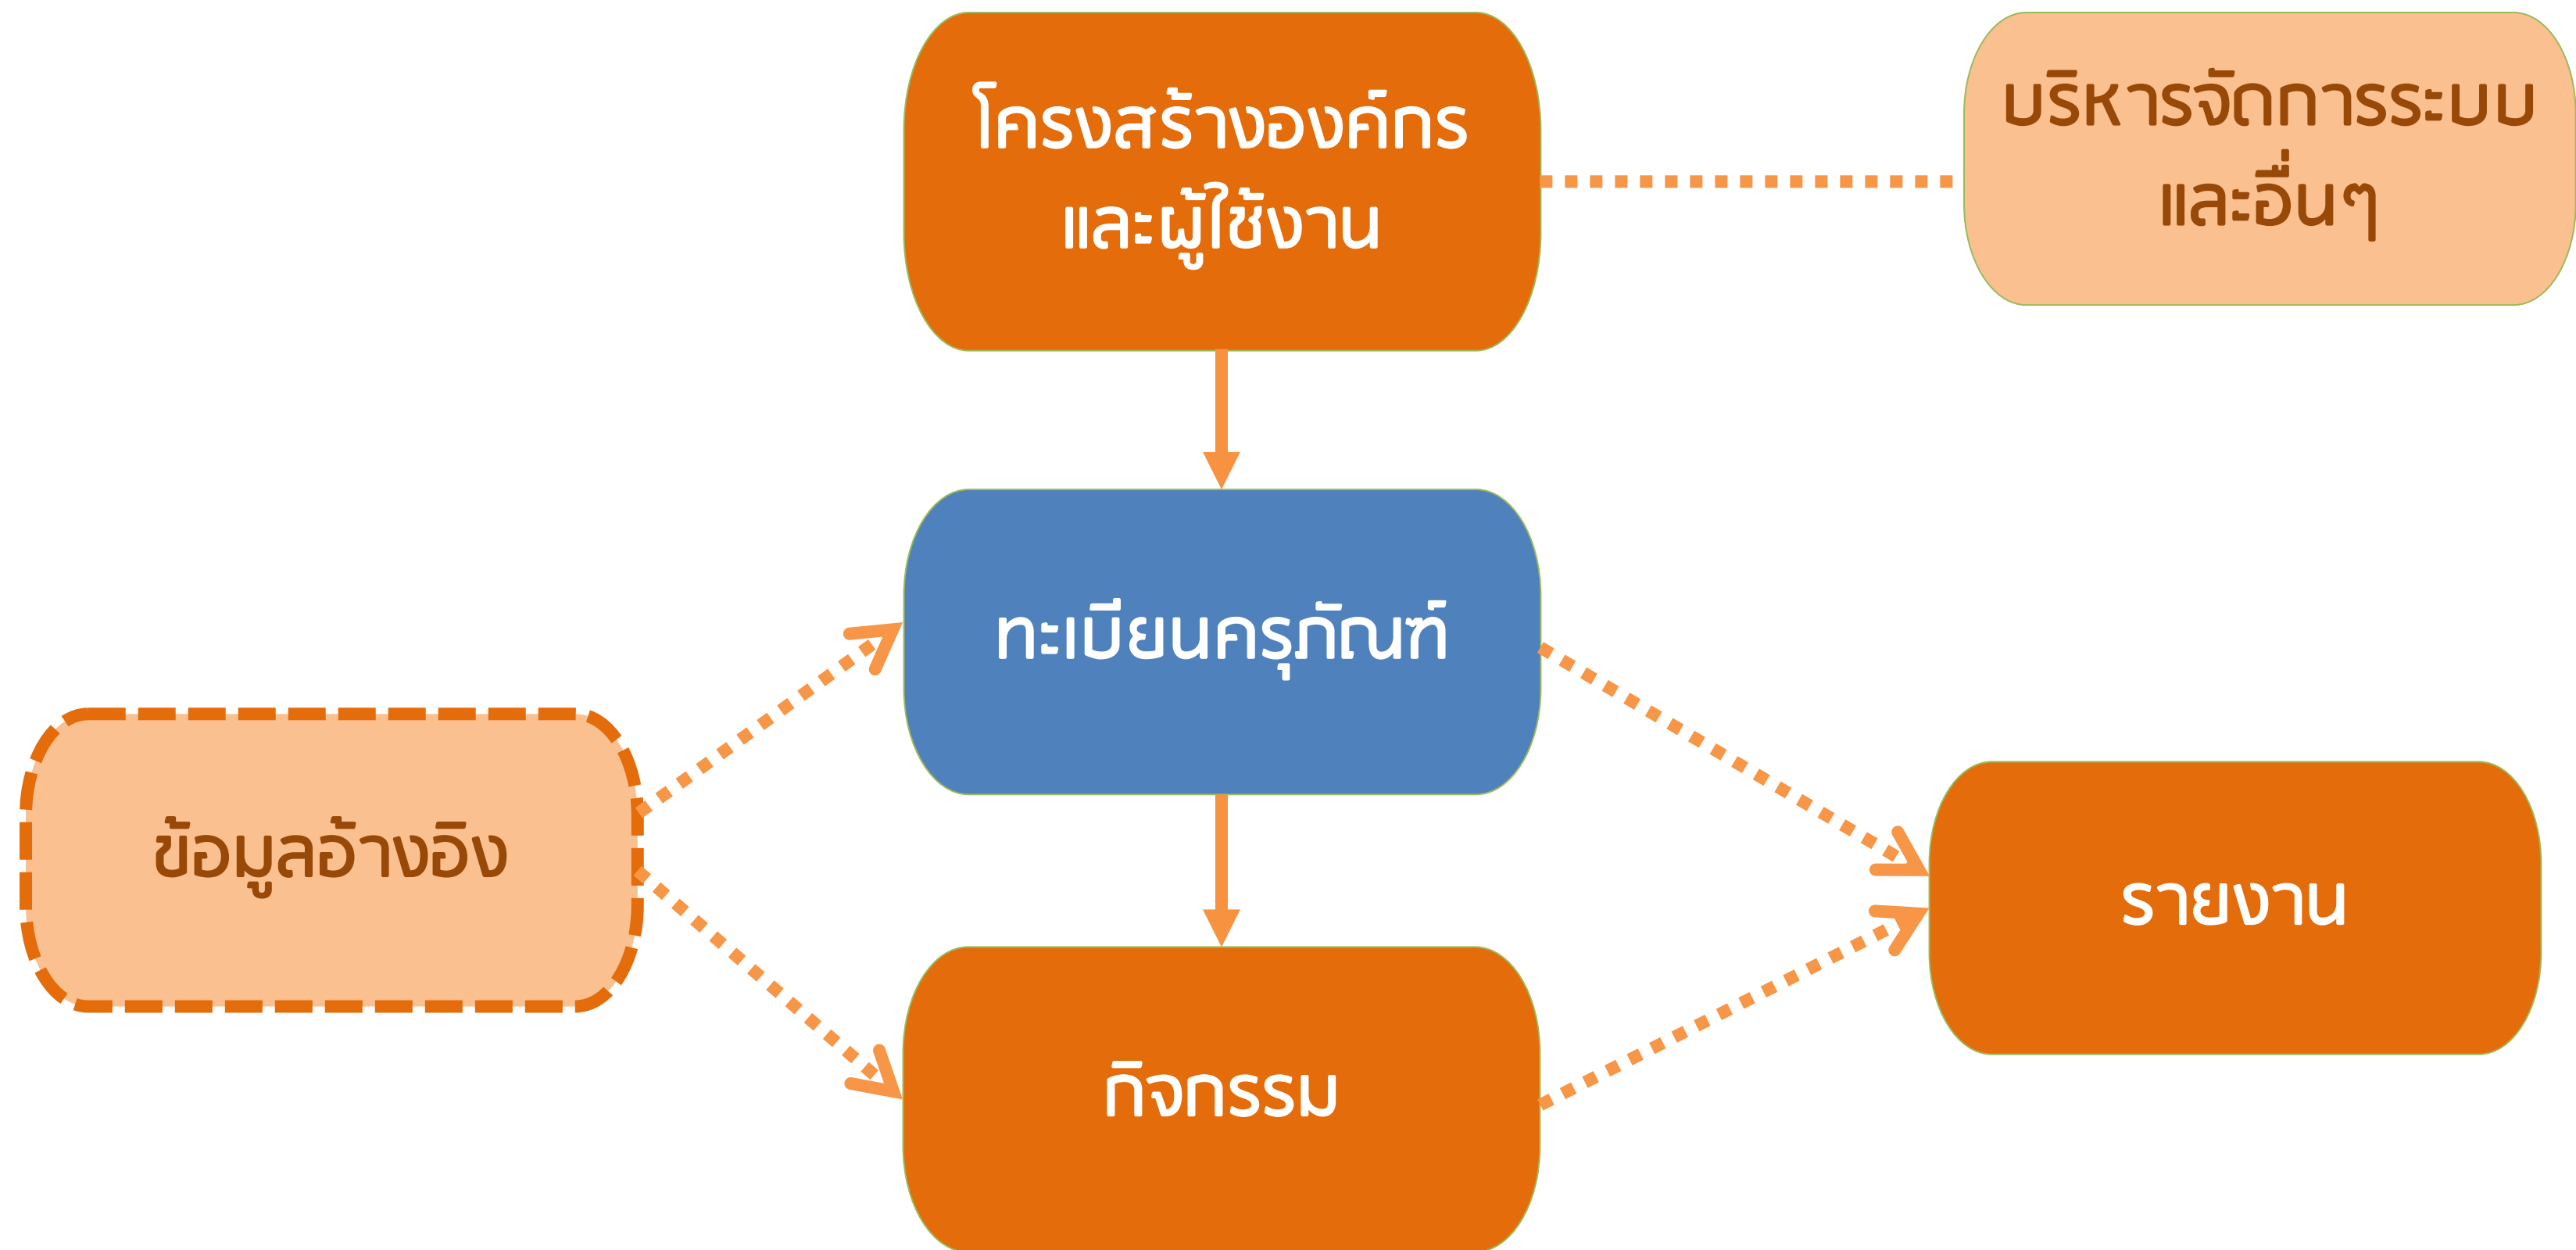 โครงสร้างองค์กร
และผู้ใช้งาน
บริหารจัดการระบบ
และอื่นๆ
ทะเบียนครุภัณฑ์
ข้อมูลอ้างอิง
รายงาน
กิจกรรม